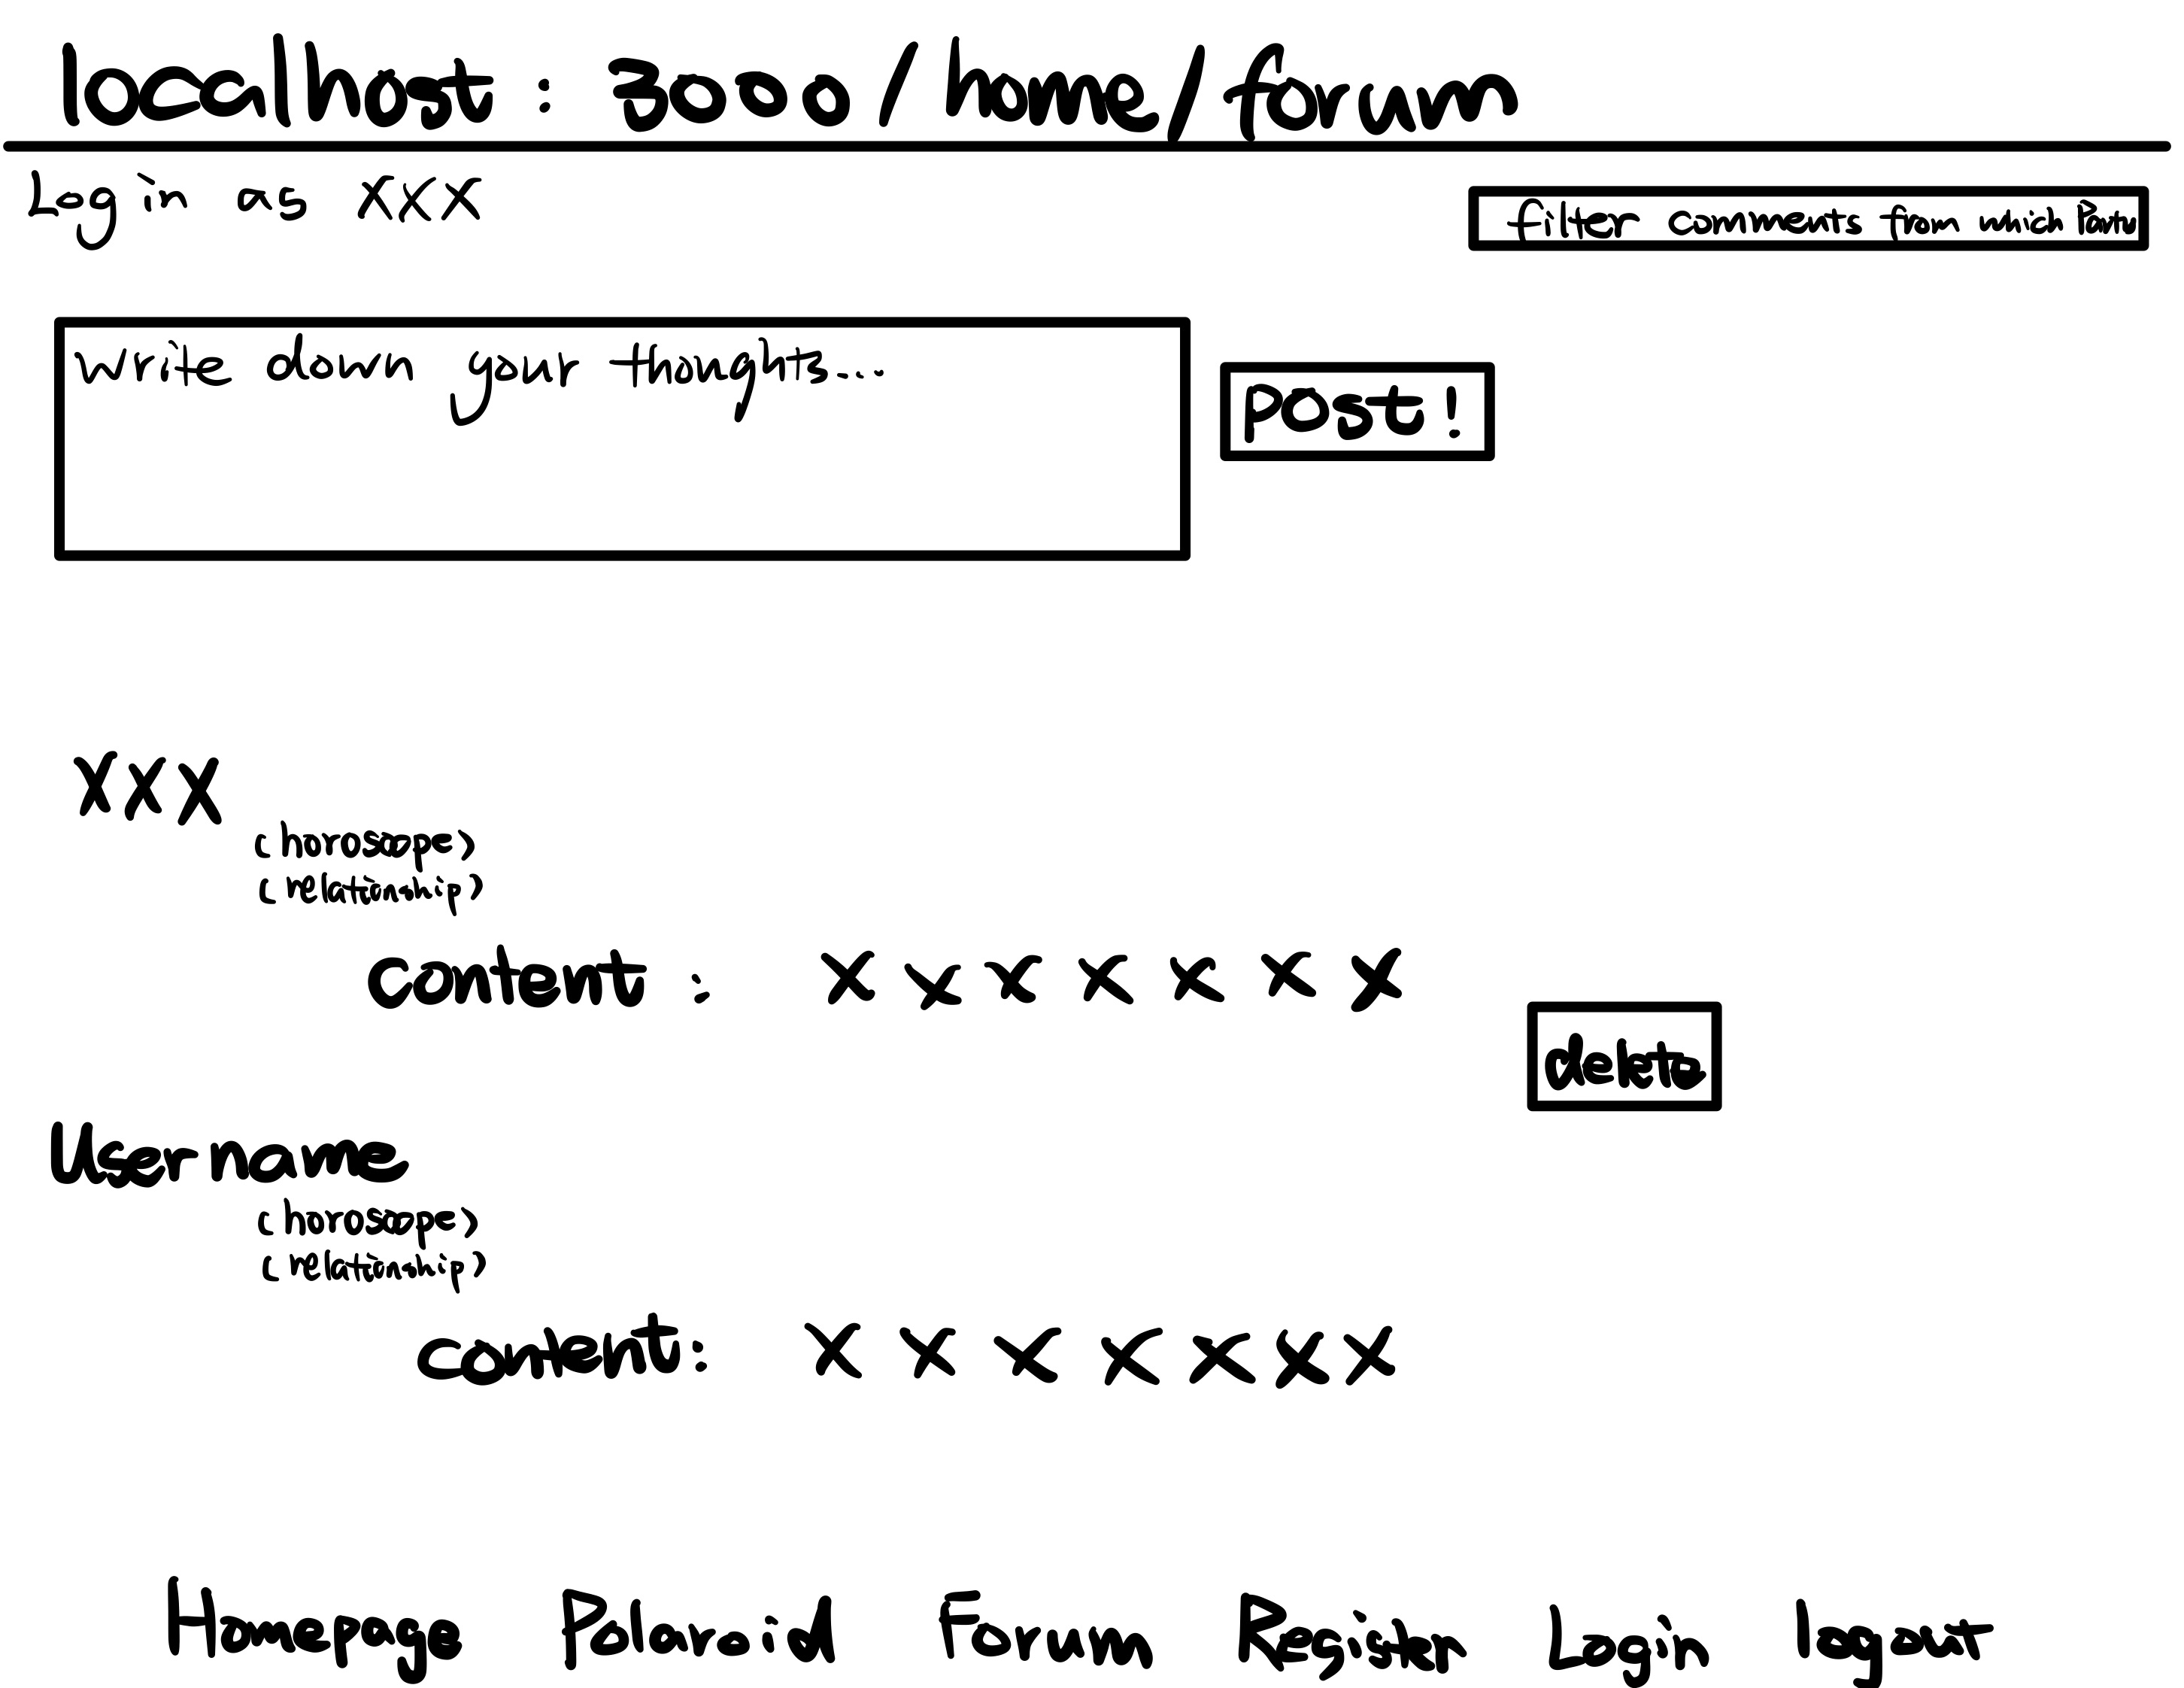 localhost: 3000/home/forum
Log in as XXX
filter comments from which Party
Write down your thoughts...
Post!
XXX
(horoscope)
(relationship)
content: XXXXXXX
delete
Username
(horoscope)
(relationship)
content: XXXXXXX
Homepage Polaroid Forum Register Login logout